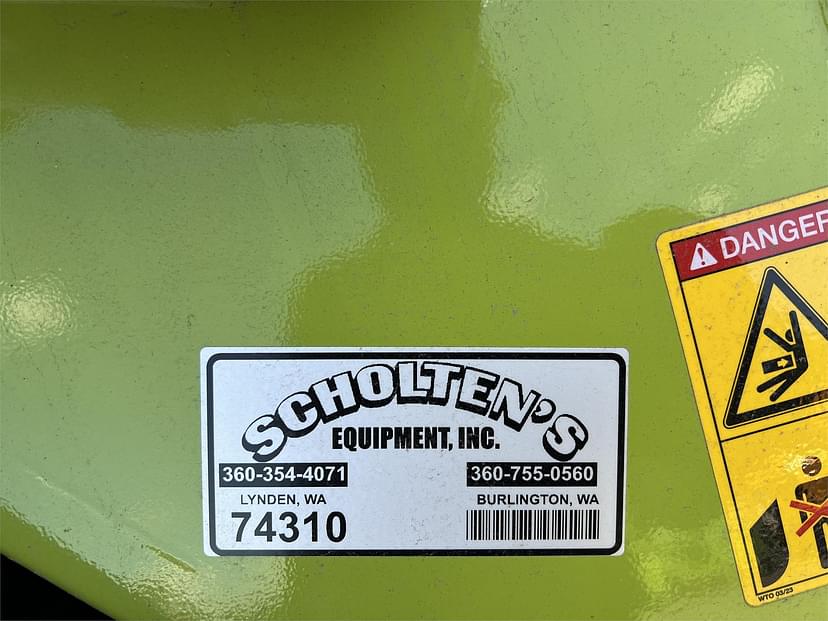 SCHOLTEN'S
EQUIPMENT, INC.
360-354-4071 360-755-0560
LYNDEN, WA BURLINGTON, WA
74310
DANGER
WTO 03/23